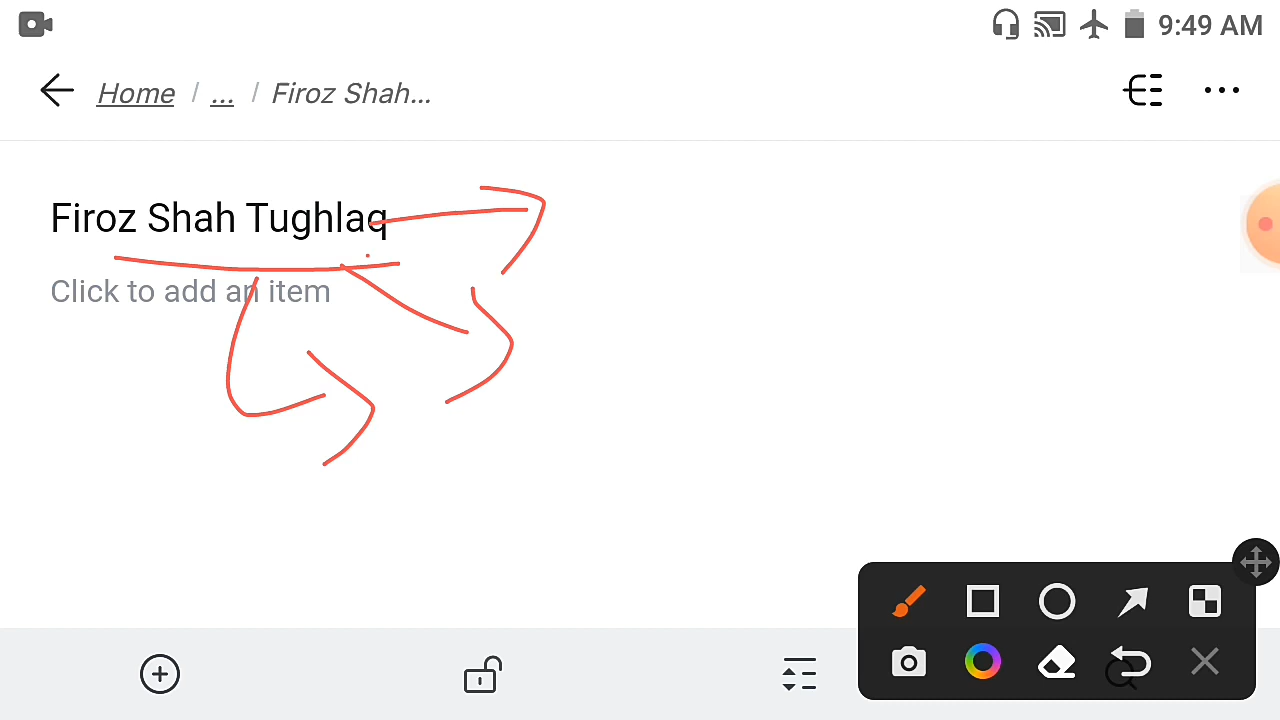 9:49 AM
Home / ... / Firoz Shah...
Firoz Shah Tughlaq
Click to add an item